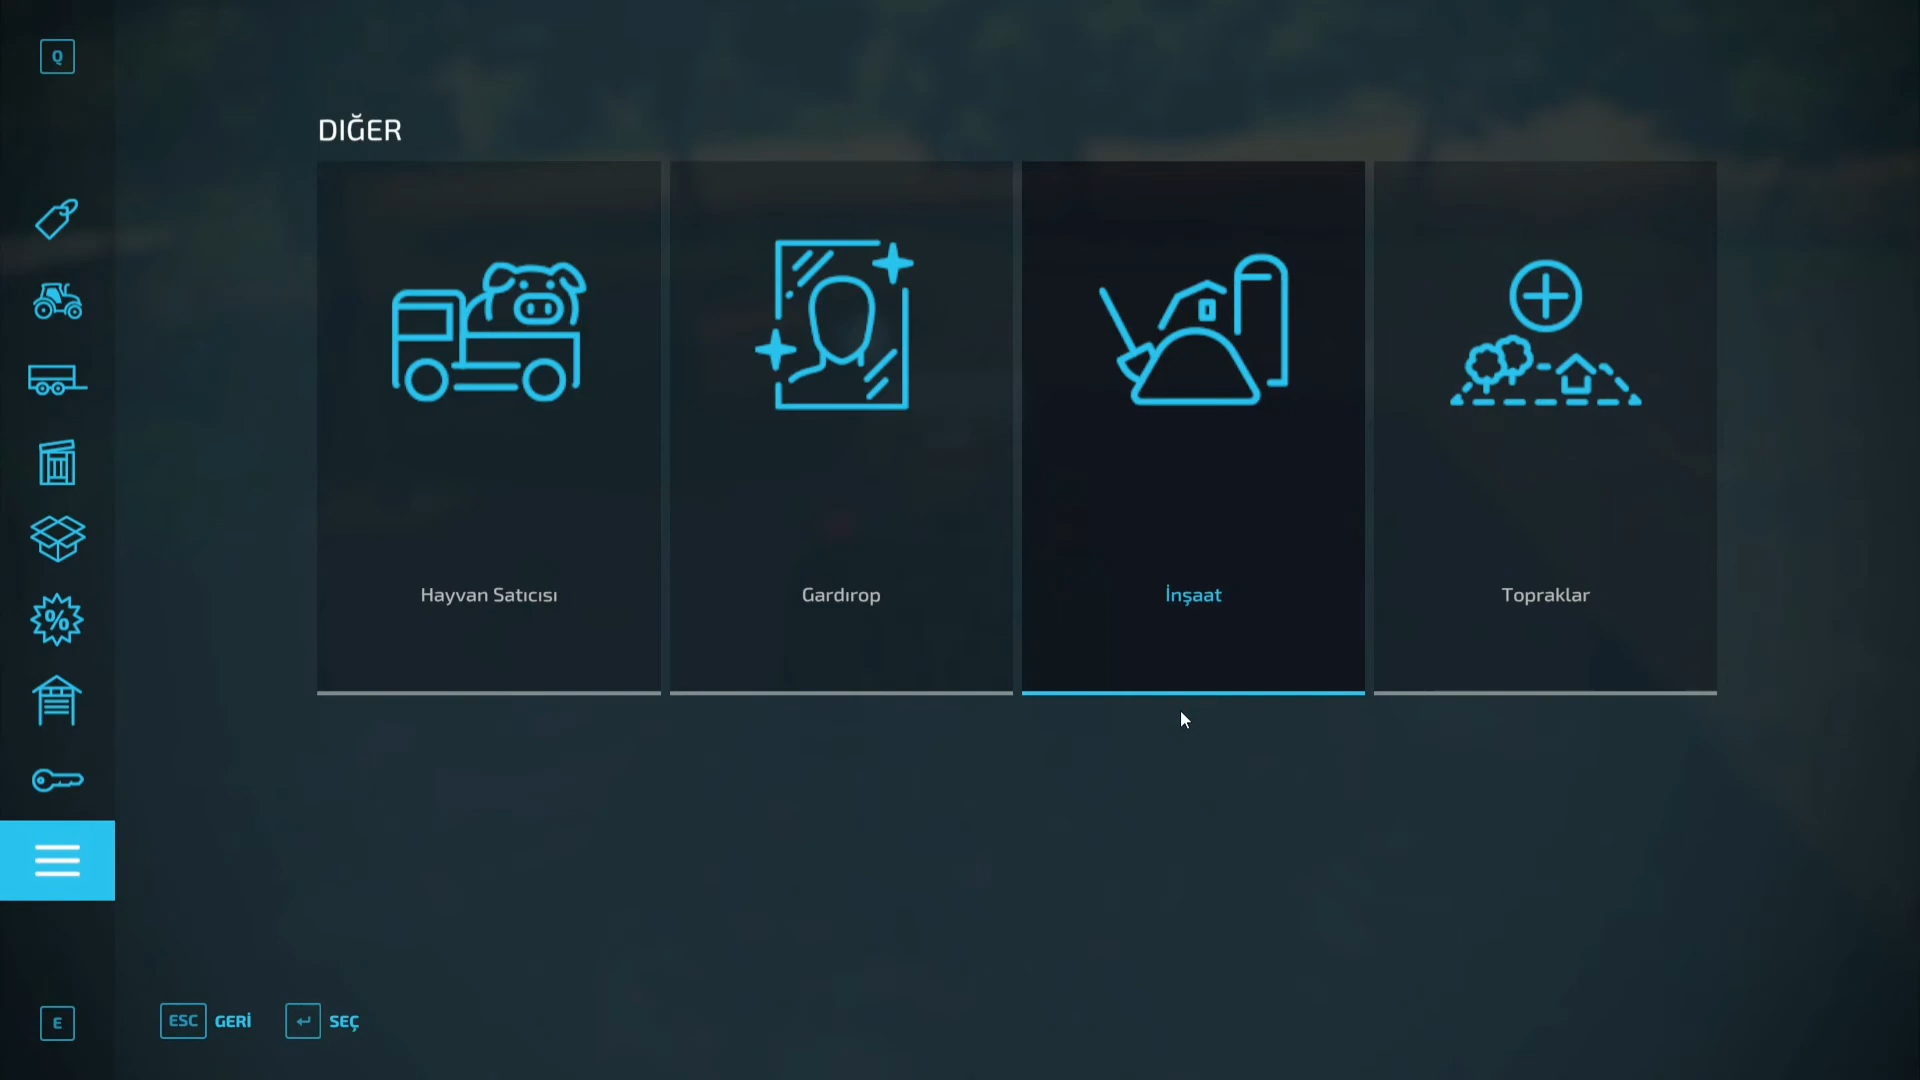 Q
DIĞER
Hayvan Satıcısı
Gardırop
İnşaat
Topraklar
%
E
ESC GERİ
SEÇ